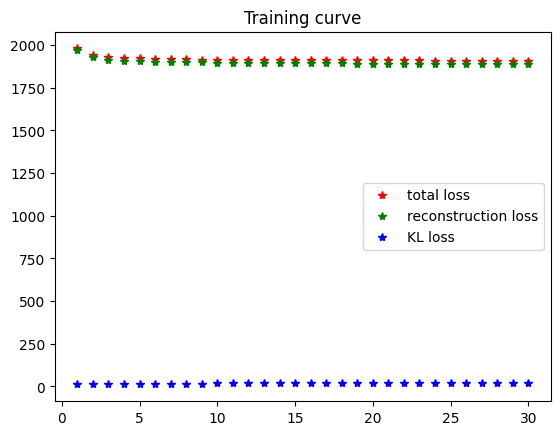 Training curve
2000
1750
1500
1250
1000
750
500
250
0
total loss
reconstruction loss
KL loss
0 5 10 15 20 25 30